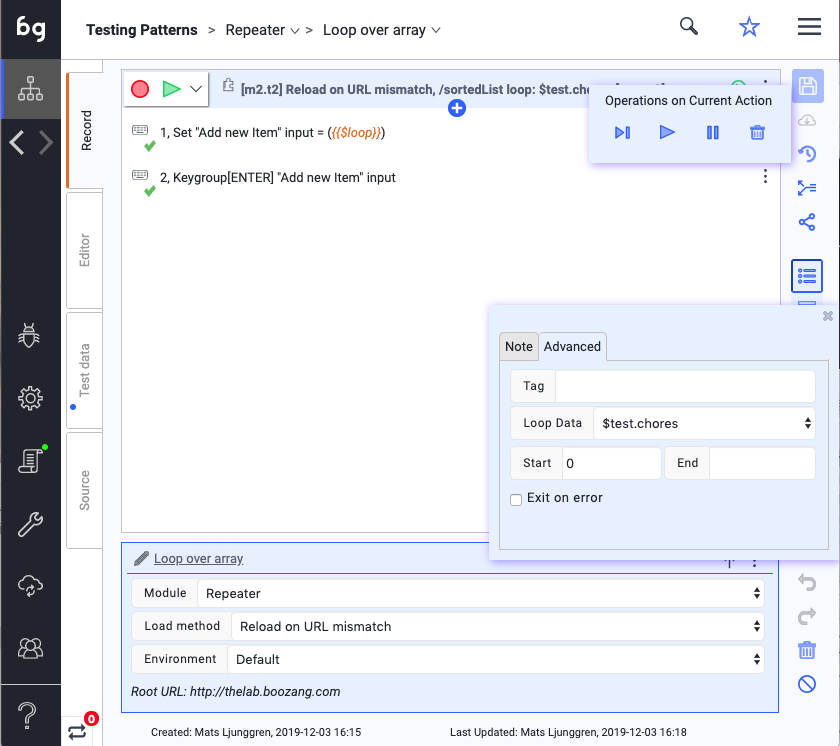 bg
Testing Patterns > Repeater > Loop over array
Record
Editor
Test data
Source
[m2.t2] Reload on URL mismatch, /sortedList loop: $test.cho
Operations on Current Action
1, Set "Add new Item" input = ({{$loop}})
2, Keygroup[ENTER] "Add new Item" input
Note Advanced
Tag
Loop Data $test.chores
Start 0 End
Exit on error
Loop over array
Module Repeater
Load method Reload on URL mismatch
Environment Default
Root URL: http://thelab.boozang.com
0
Created: Mats Ljunggren, 2019-12-03 16:15 Last Updated: Mats Ljunggren, 2019-12-03 16:18